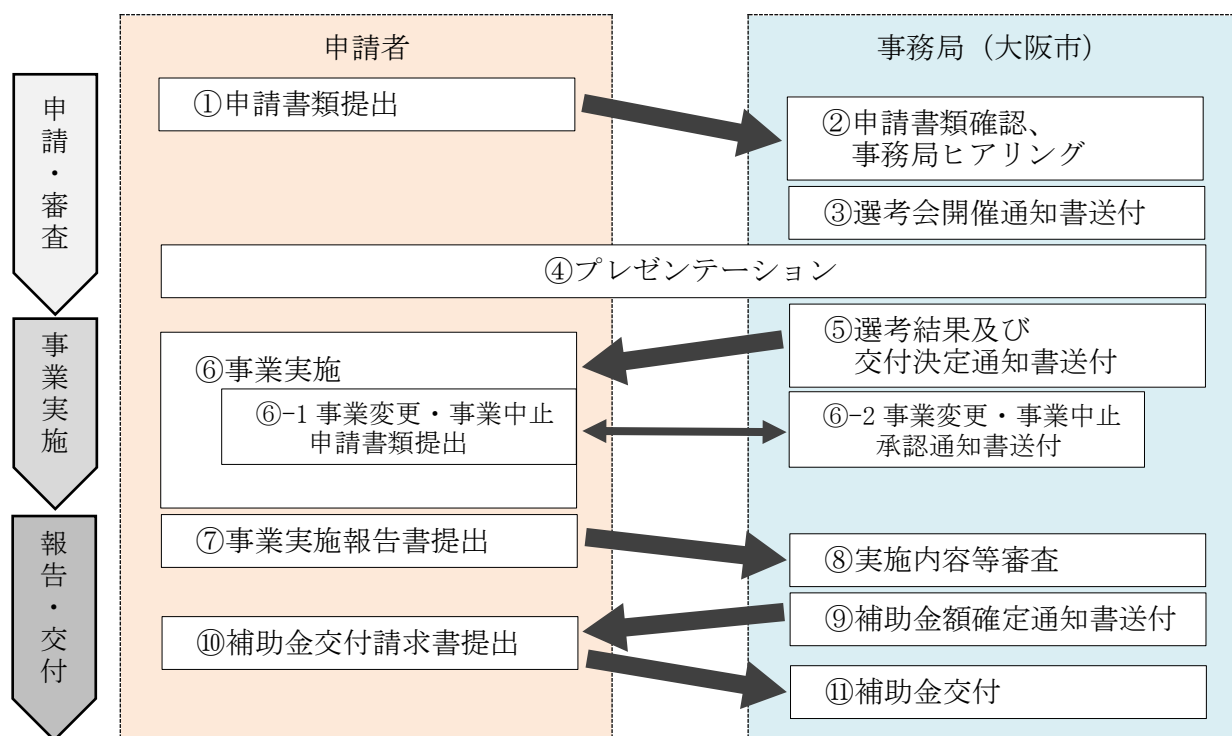 申請者
事務局（大阪市）
申請・審査
①申請書類提出
②申請書類確認、
事務局ヒアリング
③選考会開催通知書送付
④プレゼンテーション
事業実施
⑤選考結果及び
交付決定通知書送付
⑥事業実施
⑥-1 事業変更・事業中止
申請書類提出
⑥-2 事業変更・事業中止
承認通知書送付
報告・交付
⑦事業実施報告書提出
⑧実施内容等審査
⑨補助金額確定通知書送付
⑩補助金交付請求書提出
⑪補助金交付